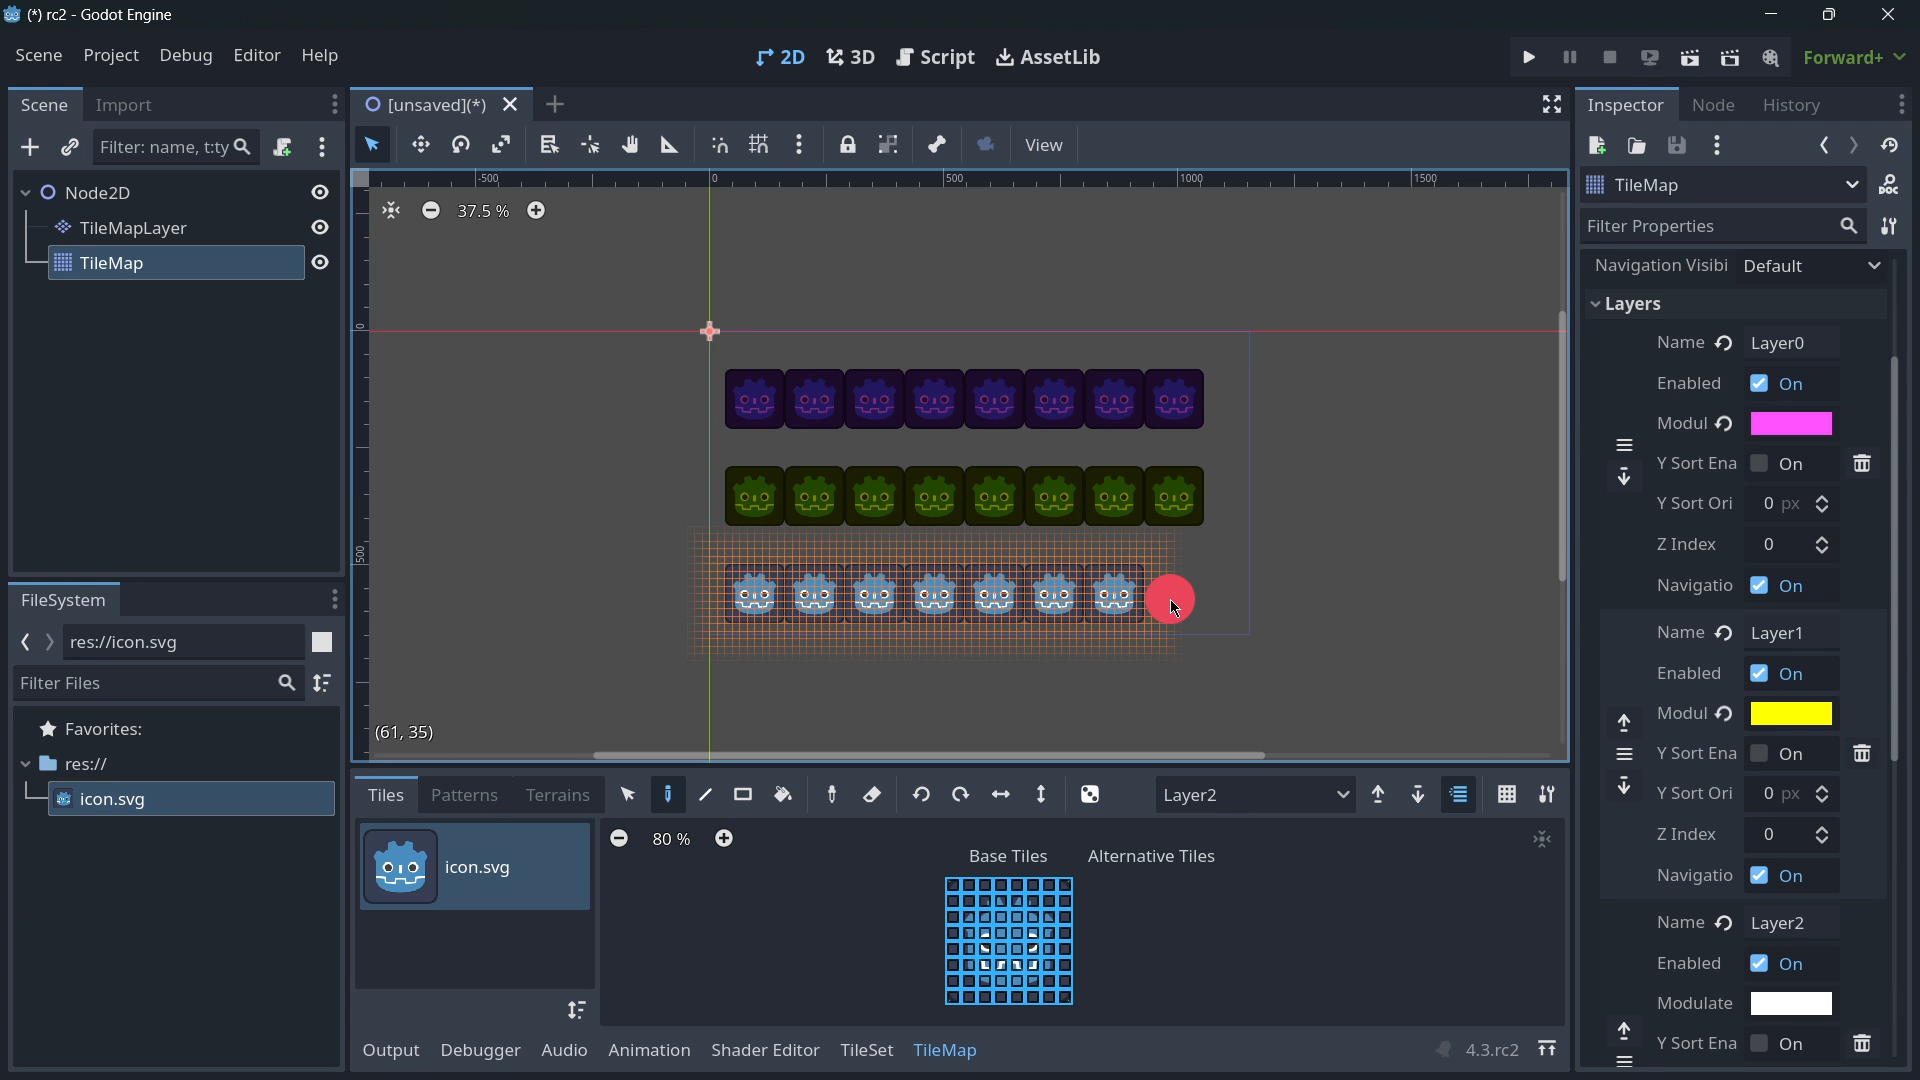 (*) rc2 - Godot Engine
Scene Project Debug Editor Help
2D 3D Script AssetLib
Forward+
Scene Import
[unsaved](*)
Inspector Node History
Filter: name, t:ty
View
TileMap
Node2D
TileMapLayer
TileMap
-500 0 500 1000 1500
37.5 %
Filter Properties
Navigation Visibi Default
Layers
Name Layer0
Enabled On
Modul
Y Sort Ena On
Y Sort Ori 0 px
Z Index 0
Navigatio On
0
500
(61, 35)
FileSystem
res://icon.svg
Filter Files
Favorites:
res://
icon.svg
Name Layer1
Enabled On
Modul
Y Sort Ena On
Y Sort Ori 0 px
Z Index 0
Navigatio On
Name Layer2
Enabled On
Modulate
Y Sort Ena On
Tiles Patterns Terrains
Layer2
icon.svg
80 %
Base Tiles Alternative Tiles
Output Debugger Audio Animation Shader Editor TileSet TileMap
4.3.rc2
DOC